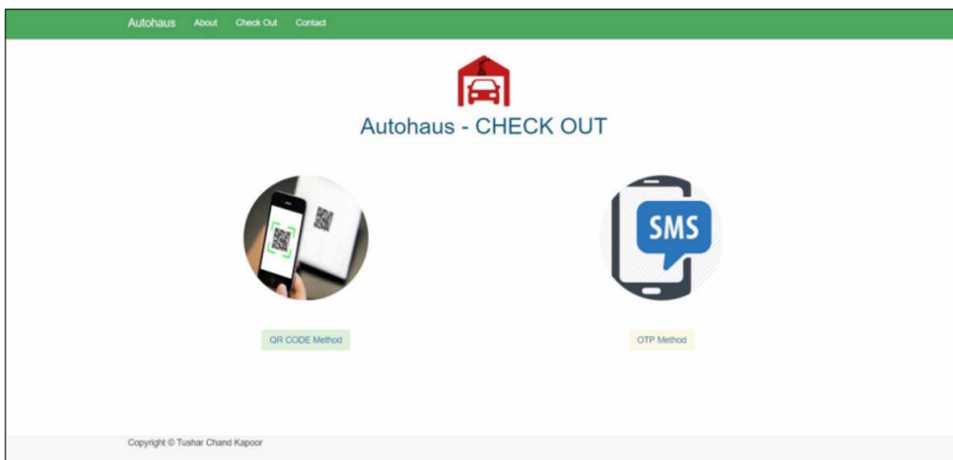 Autohaus About Check Out Contact
Autohaus - CHECK OUT
SMS
QR CODE Method
OTP Method
Copyright © Tushar Chand Kapoor